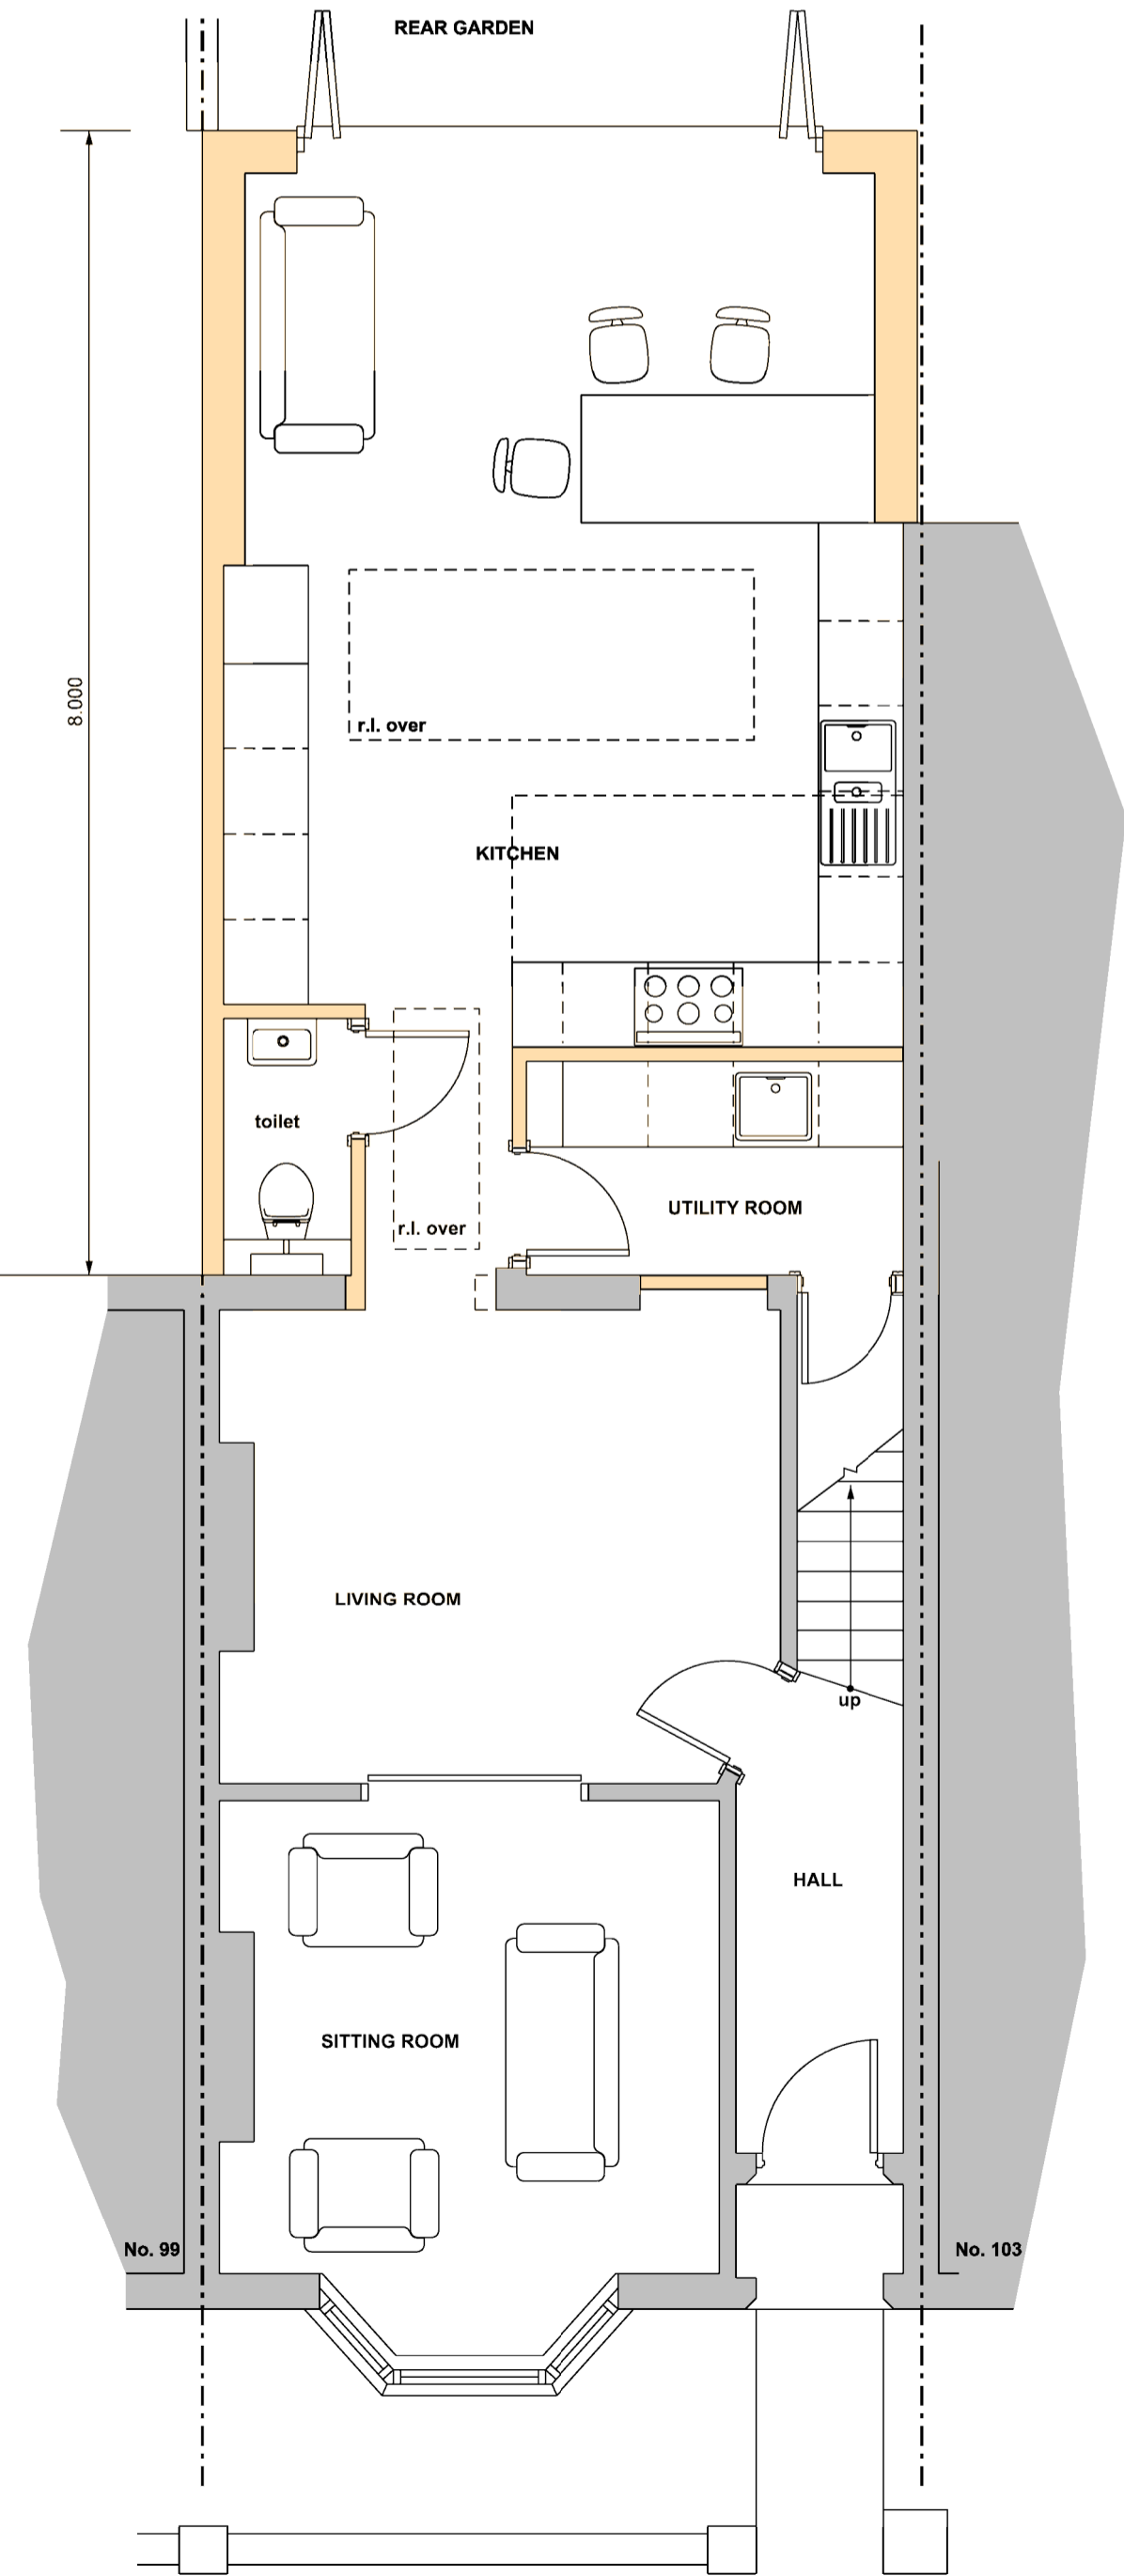 REAR GARDEN
8.000
r.l. over
KITCHEN
toilet
UTILITY ROOM
r.l. over
LIVING ROOM
up
HALL
SITTING ROOM
No. 99
No. 103